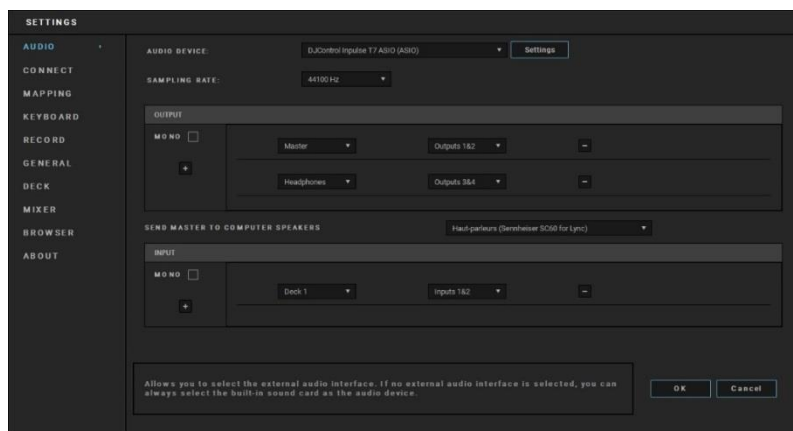 SETTINGS
AUDIO
CONNECT
MAPPING
KEYBOARD
RECORD
GENERAL
DECK
MIXER
BROWSER
ABOUT
AUDIO DEVICE: DJControl Inpulse T7 ASIO (ASIO) Settings
SAMPLING RATE: 44100 Hz
OUTPUT
MONO
+
Master Outputs 1&2 −
Headphones Outputs 3&4 −
SEND MASTER TO COMPUTER SPEAKERS Haut-parleurs (Sennheiser SC60 for Lync)
INPUT
MONO
+
Deck 1 Inputs 1&2 −
Allows you to select the external audio interface. If no external audio interface is selected, you can
always select the built-in sound card as the audio device.
OK Cancel